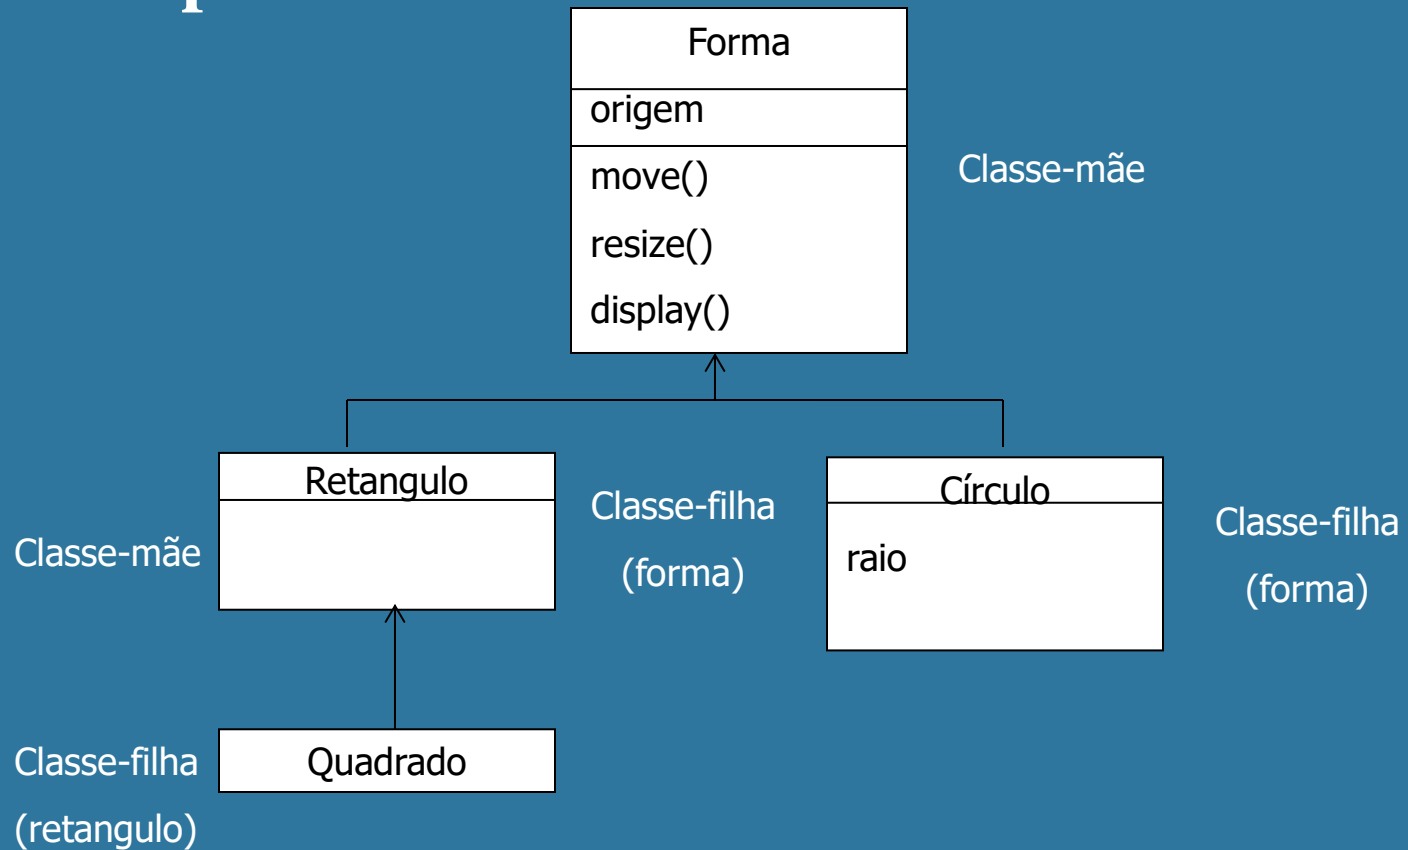 Forma
origem
move()
resize()
display()
Classe-mãe
Retangulo
Classe-mãe
Classe-filha
(forma)
Círculo
raio
Classe-filha
(forma)
Quadrado
Classe-filha
(retangulo)